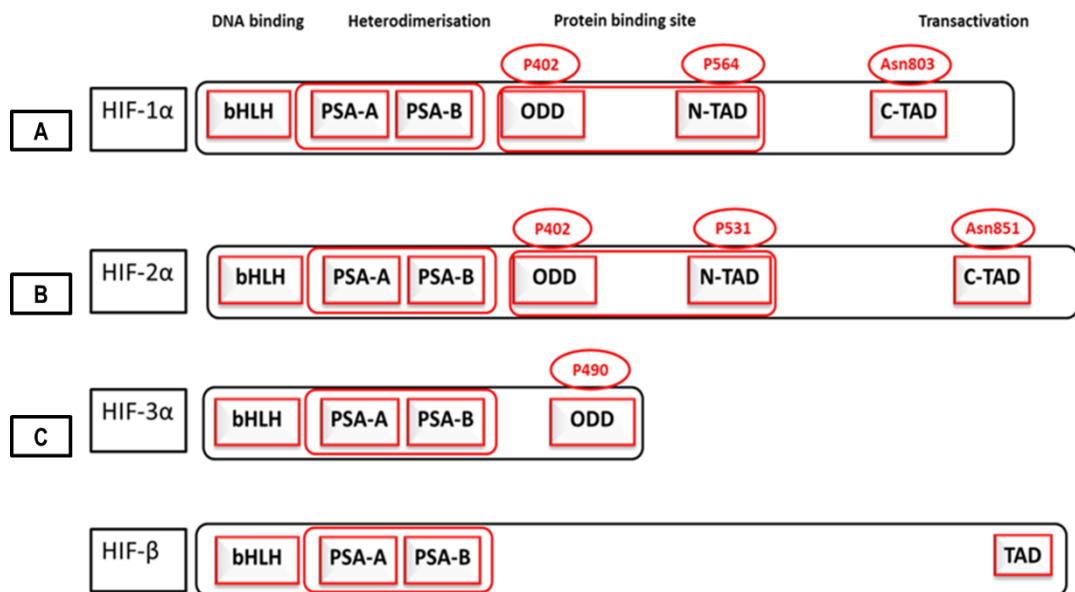 DNA binding Heterodimerisation Protein binding site Transactivation
P402 P564 Asn803
A HIF-1α bHLH PSA-A PSA-B ODD N-TAD C-TAD
P402 P531 Asn851
B HIF-2α bHLH PSA-A PSA-B ODD N-TAD C-TAD
P490
C HIF-3α bHLH PSA-A PSA-B ODD
HIF-β bHLH PSA-A PSA-B TAD